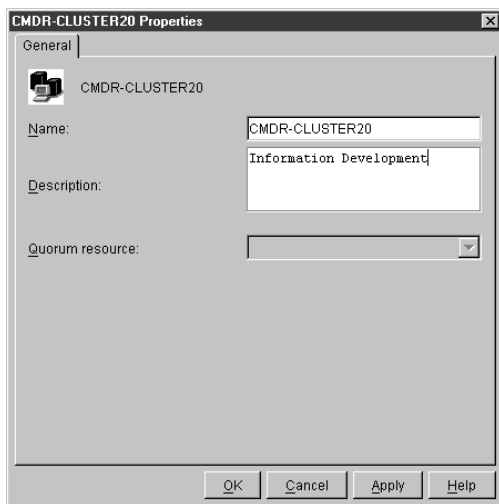 CMDR-CLUSTER20 Properties
General
CMDR-CLUSTER20
Name:
CMDR-CLUSTER20
Description:
Information Development
Quorum resource:
OK
Cancel
Apply
Help